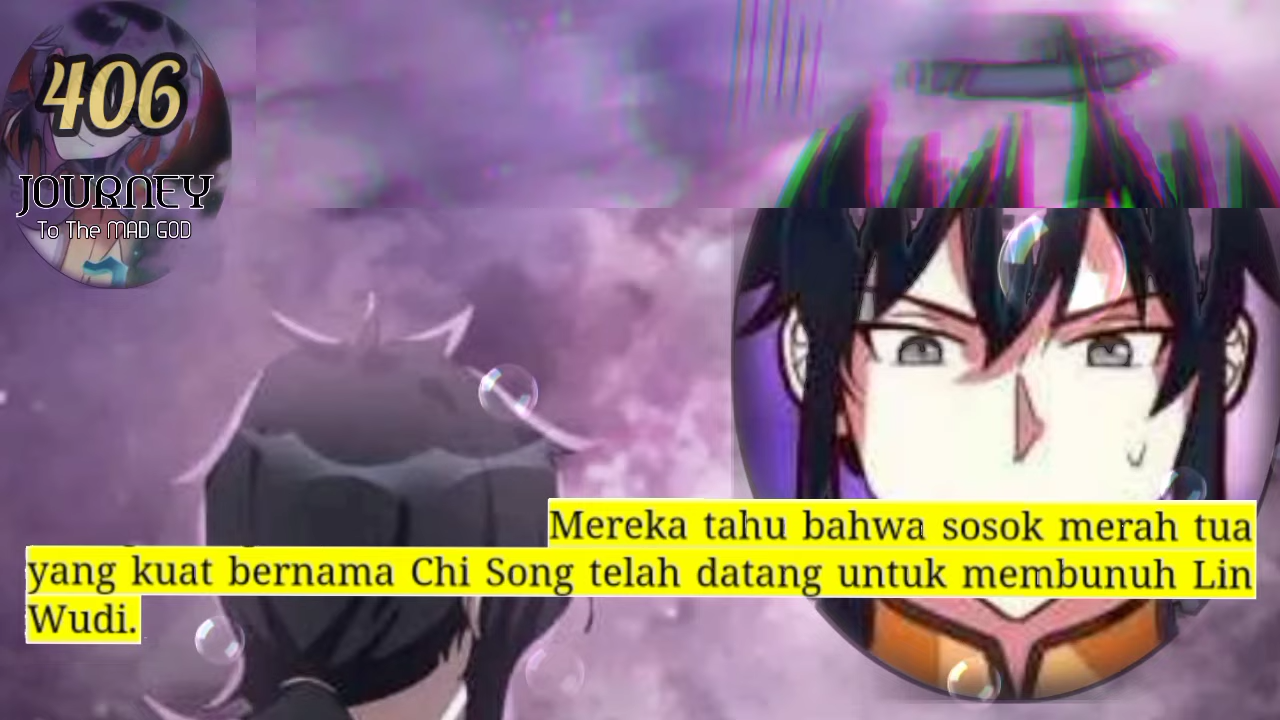 406
JOURNEY
To The MAD GOD
Mereka tahu bahwa sosok merah tua
yang kuat bernama Chi Song telah datang untuk membunuh Lin
Wudi.